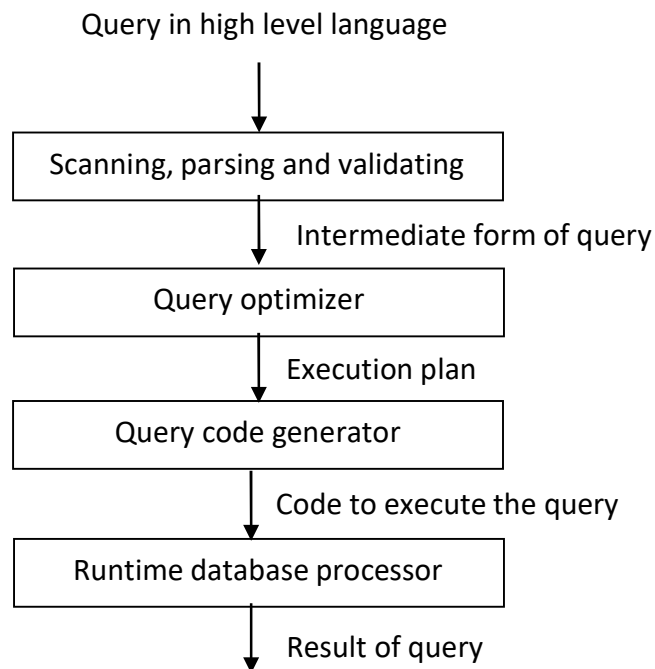 Query in high level language
Scanning, parsing and validating
Intermediate form of query
Query optimizer
Execution plan
Query code generator
Code to execute the query
Runtime database processor
Result of query